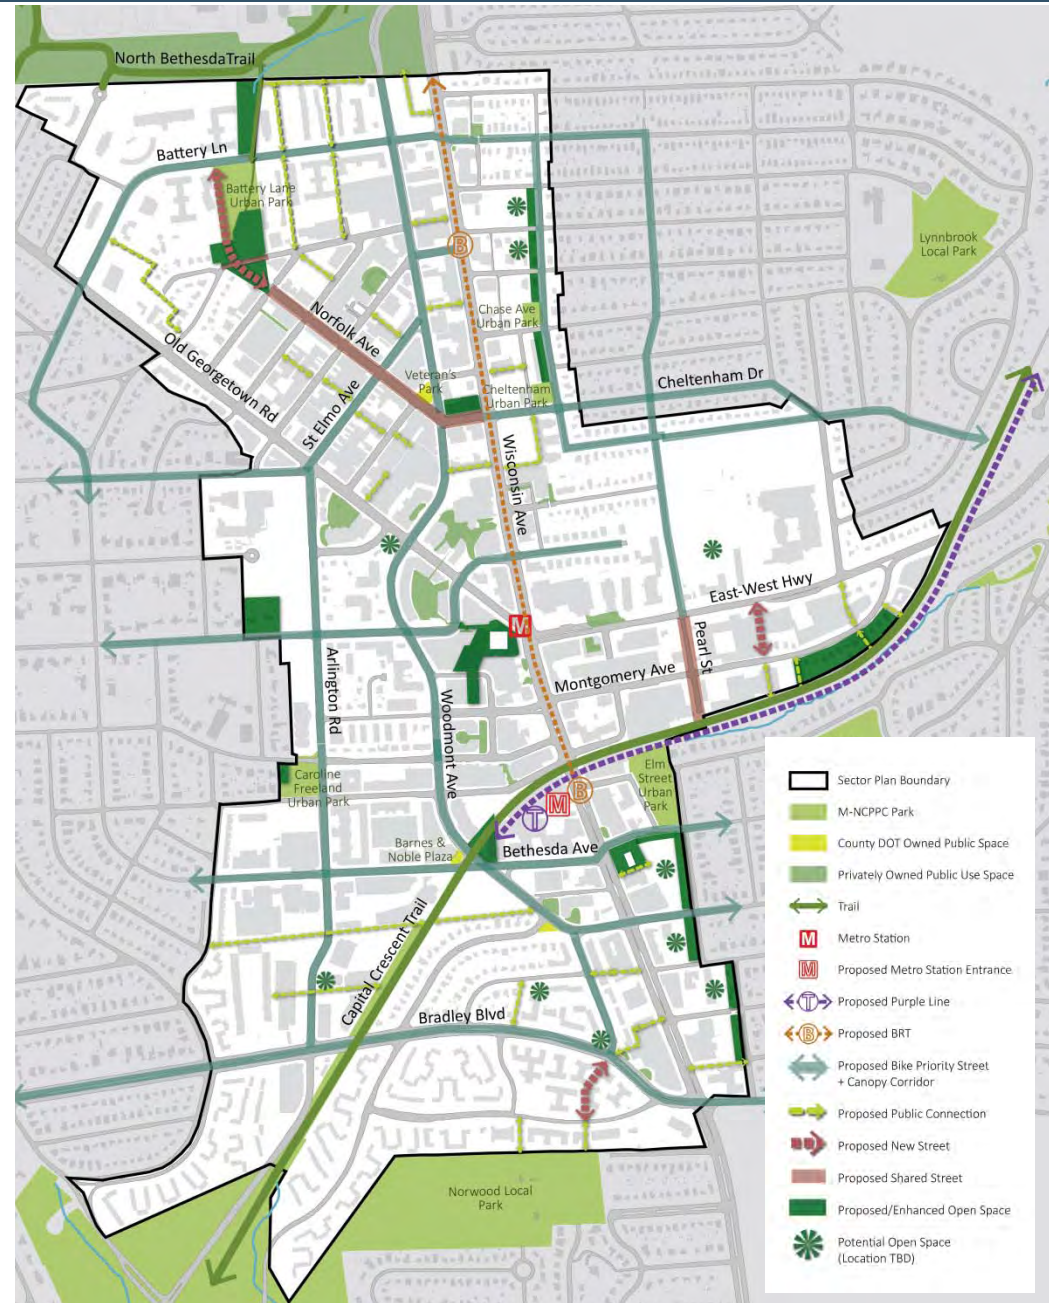 North BethesdaTrail
Battery Ln
Battery Lane
Urban Park
Lynnbrook
Local Park
B
Chase Ave
Urban Park
Norfolk Ave
Old Georgetown Rd
St Elmo Ave
Veteran's
Park
Cheltenham
Urban Park
Cheltenham Dr
Wisconsin Ave
East-West Hwy
M
Pearl St
Montgomery Ave
Arlington Rd
Woodmont Ave
Caroline
Freeland
Urban Park
Elm
Street
Urban
Park
B
M
T
Barnes &
Noble Plaza
Bethesda Ave
Capital Crescent Trail
Bradley Blvd
Norwood Local
Park
Sector Plan Boundary
M-NCPPC Park
County DOT Owned Public Space
Privately Owned Public Use Space
Trail
M Metro Station
M Proposed Metro Station Entrance
T Proposed Purple Line
B Proposed BRT
Proposed Bike Priority Street
+ Canopy Corridor
Proposed Public Connection
Proposed New Street
Proposed Shared Street
Proposed/Enhanced Open Space
Potential Open Space
(Location TBD)